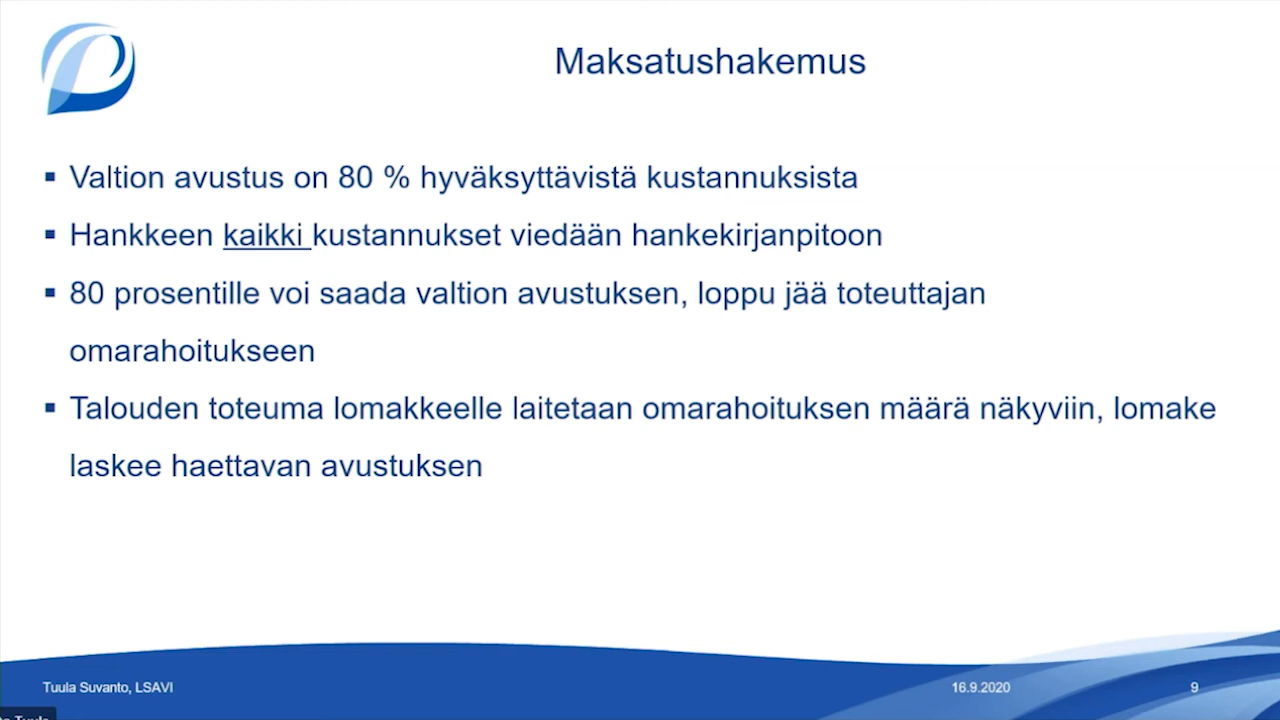 Maksatushakemus
▪ Valtion avustus on 80 % hyväksyttävistä kustannuksista
▪ Hankkeen kaikki kustannukset viedään hankekirjanpitoon
▪ 80 prosentille voi saada valtion avustuksen, loppu jää toteuttajan
omarahoitukseen
▪ Talouden toteuma lomakkeelle laitetaan omarahoituksen määrä näkyviin, lomake
laskee haettavan avustuksen
Tuula Suvanto, LSAVI
16.9.2020
9